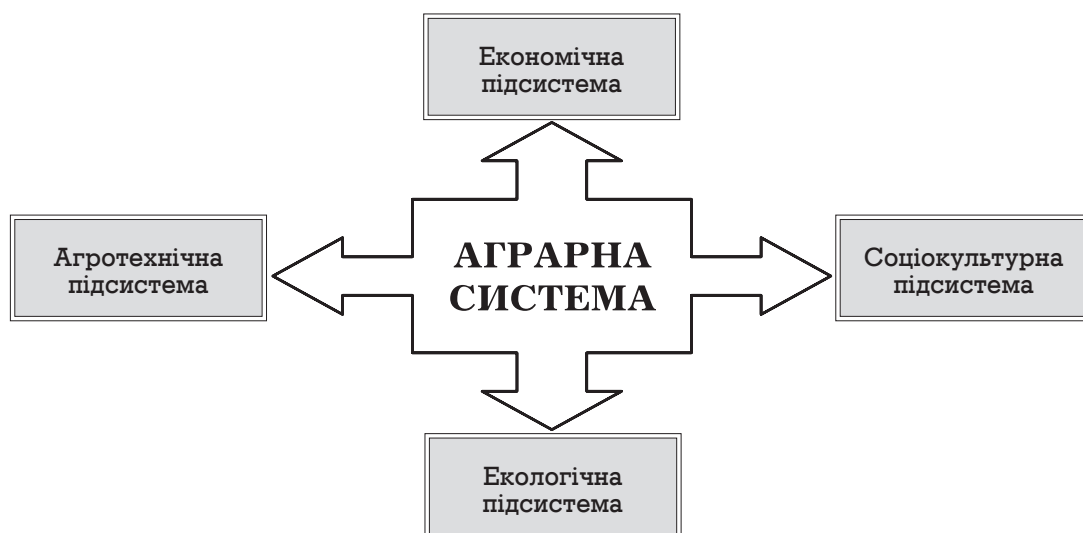 Економічна
підсистема
Агротехнічна
підсистема
АГРАРНА
СИСТЕМА
Соціокультурна
підсистема
Екологічна
підсистема